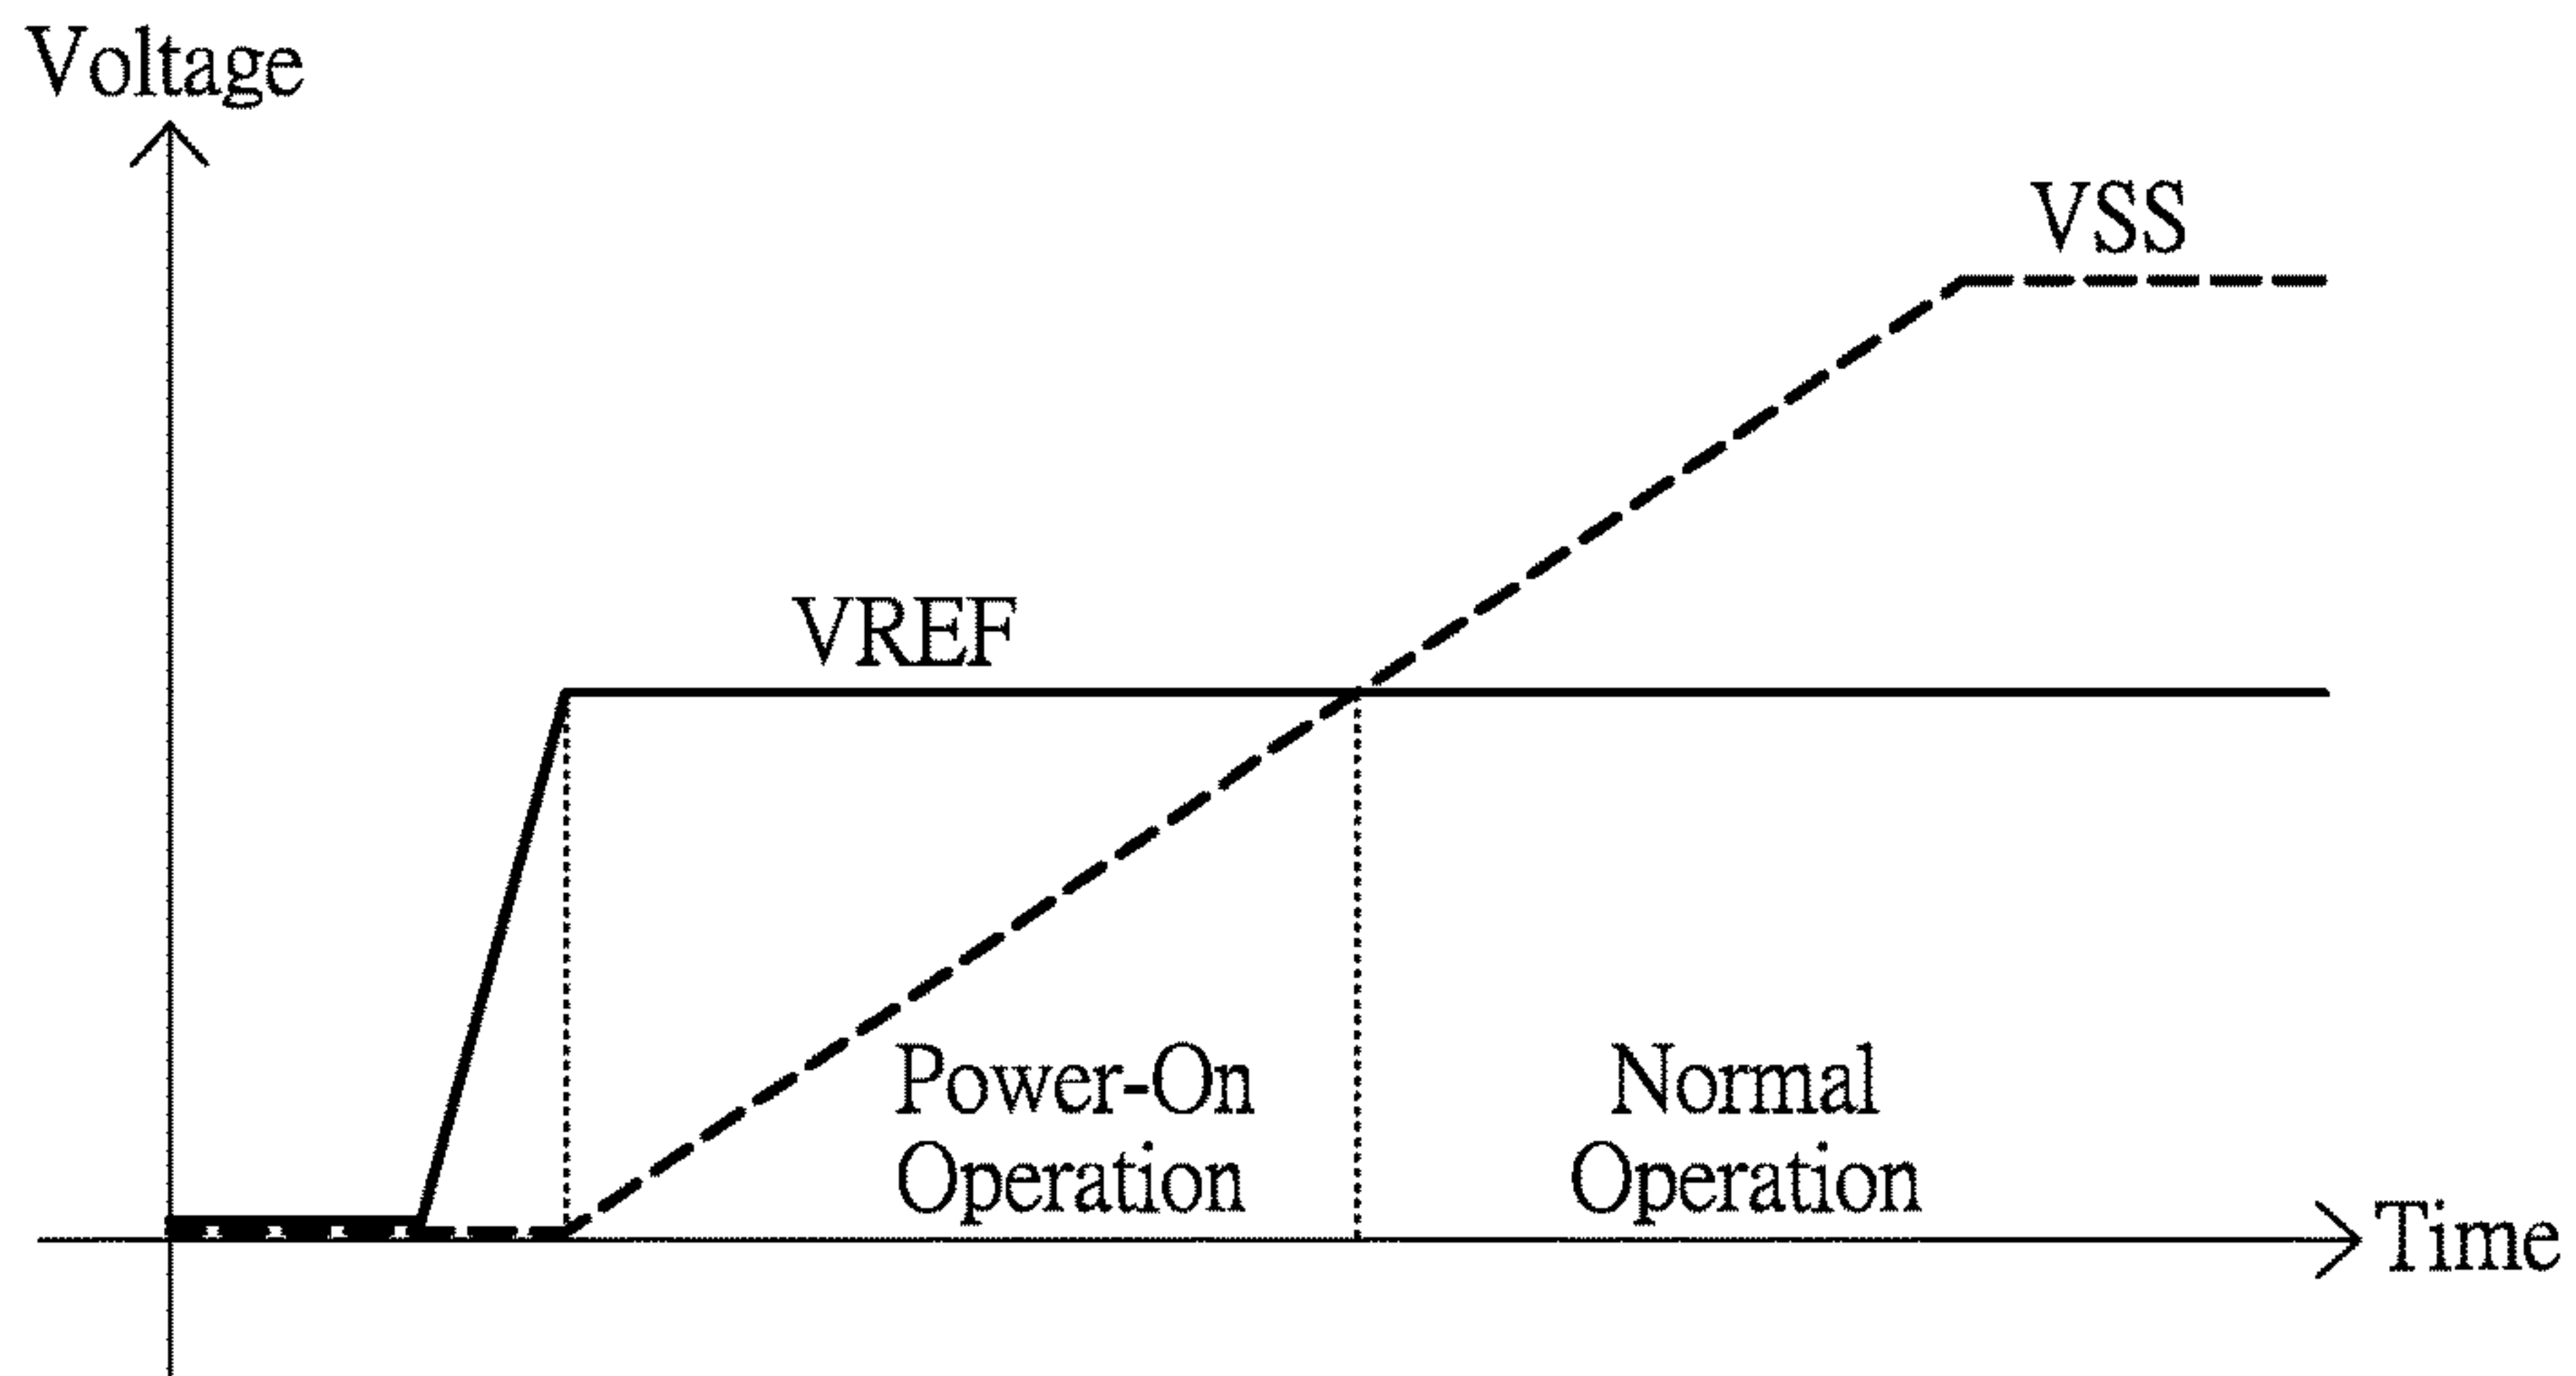 Voltage
VSS
VREF
Power-On
Operation
Normal
Operation
Time